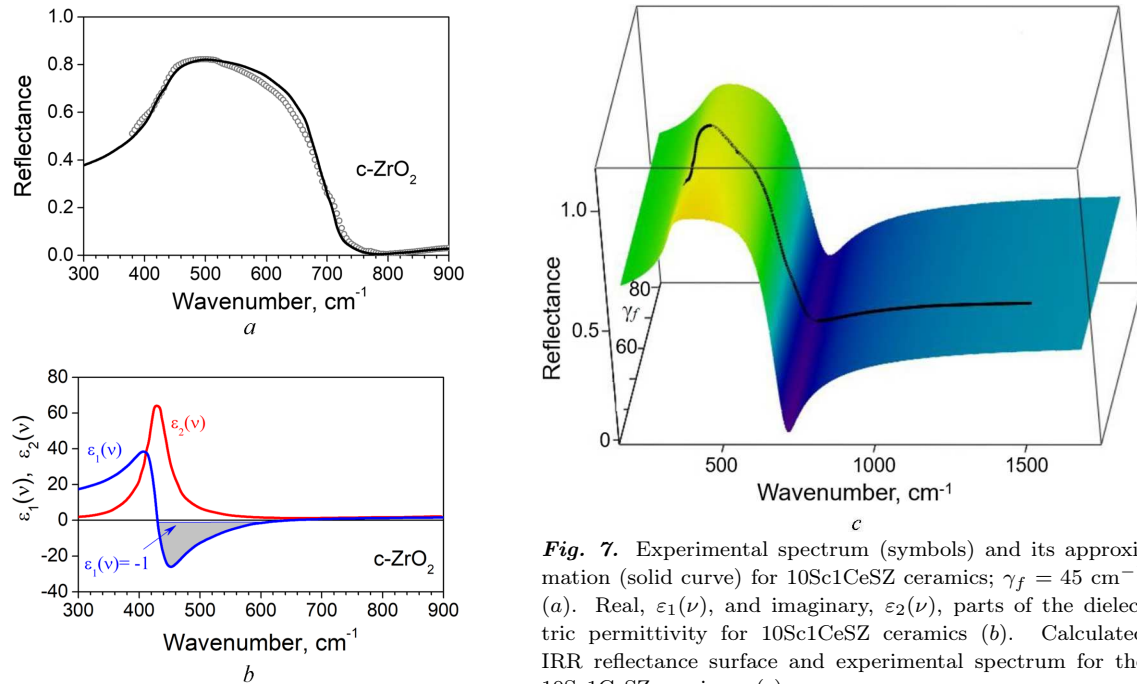 1.0
0.8
0.6
0.4
0.2
0.0
Reflectance
c-ZrO2
300 400 500 600 700 800 900
Wavenumber, cm-1
a
80
60
40
20
0
-20
-40
ε1(ν), ε2(ν)
ε2(ν)
ε1(ν)
ε1(ν)= -1
c-ZrO2
300 400 500 600 700 800 900
Wavenumber, cm-1
b
1.0
0.5
0
Reflectance
80
γf
60
500 1000 1500
Wavenumber, cm-1
c
Fig. 7. Experimental spectrum (symbols) and its approxi-
mation (solid curve) for 10Sc1CeSZ ceramics; γf = 45 cm−
(a). Real, ε1(ν), and imaginary, ε2(ν), parts of the dielec
tric permittivity for 10Sc1CeSZ ceramics (b). Calculated
IRR reflectance surface and experimental spectrum for the